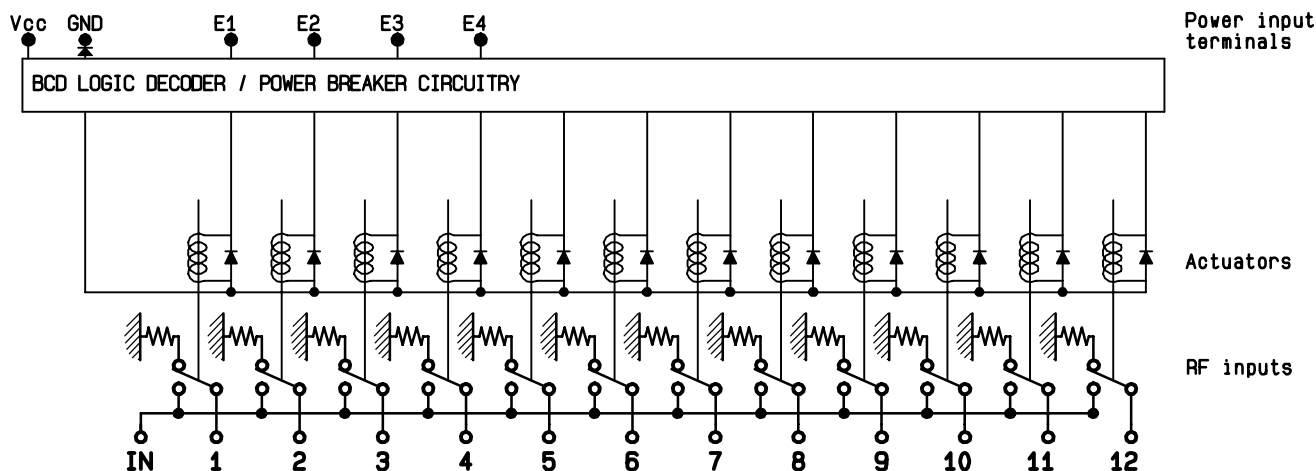 Vcc GND E1 E2 E3 E4
Power input
terminals
BCD LOGIC DECODER / POWER BREAKER CIRCUITRY
Actuators
RF inputs
IN 1 2 3 4 5 6 7 8 9 10 11 12